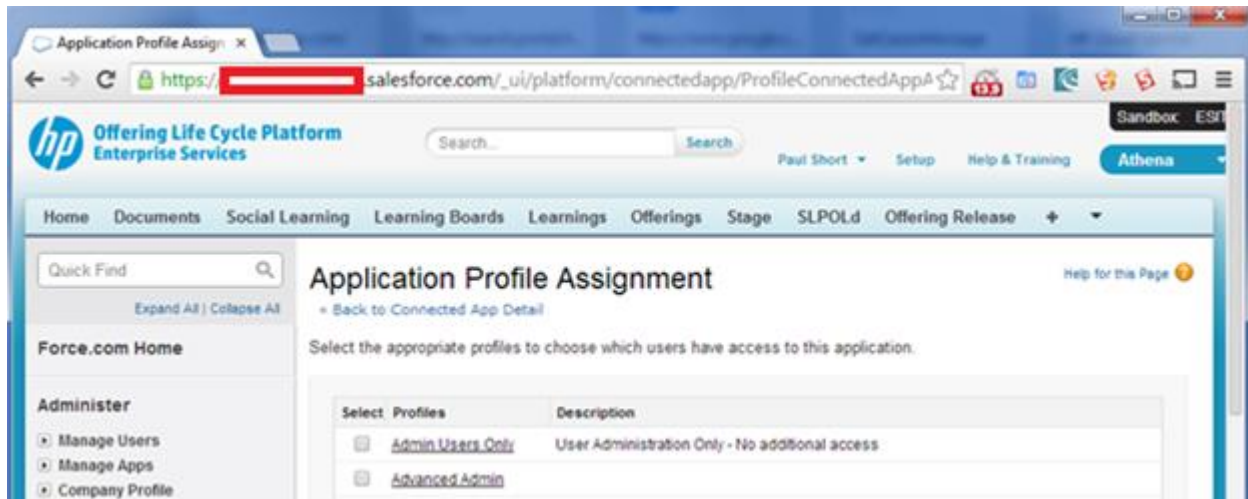 Application Profile Assign
https://
.salesforce.com/_ui/platform/connectedapp/ProfileConnectedAppA
hp
Offering Life Cycle Platform
Enterprise Services
Search...
Search
Sandbox: ESIT
Paul Short
Setup
Help & Training
Athena
Home Documents Social Learning Learning Boards Learnings Offerings Stage SLPOLd Offering Release +
Quick Find
Expand All | Collapse All
Force.com Home
Administer
Manage Users
Manage Apps
Company Profile
Application Profile Assignment
Help for this Page
« Back to Connected App Detail
Select the appropriate profiles to choose which users have access to this application.
Select Profiles Description
Admin Users Only User Administration Only - No additional access
Advanced Admin